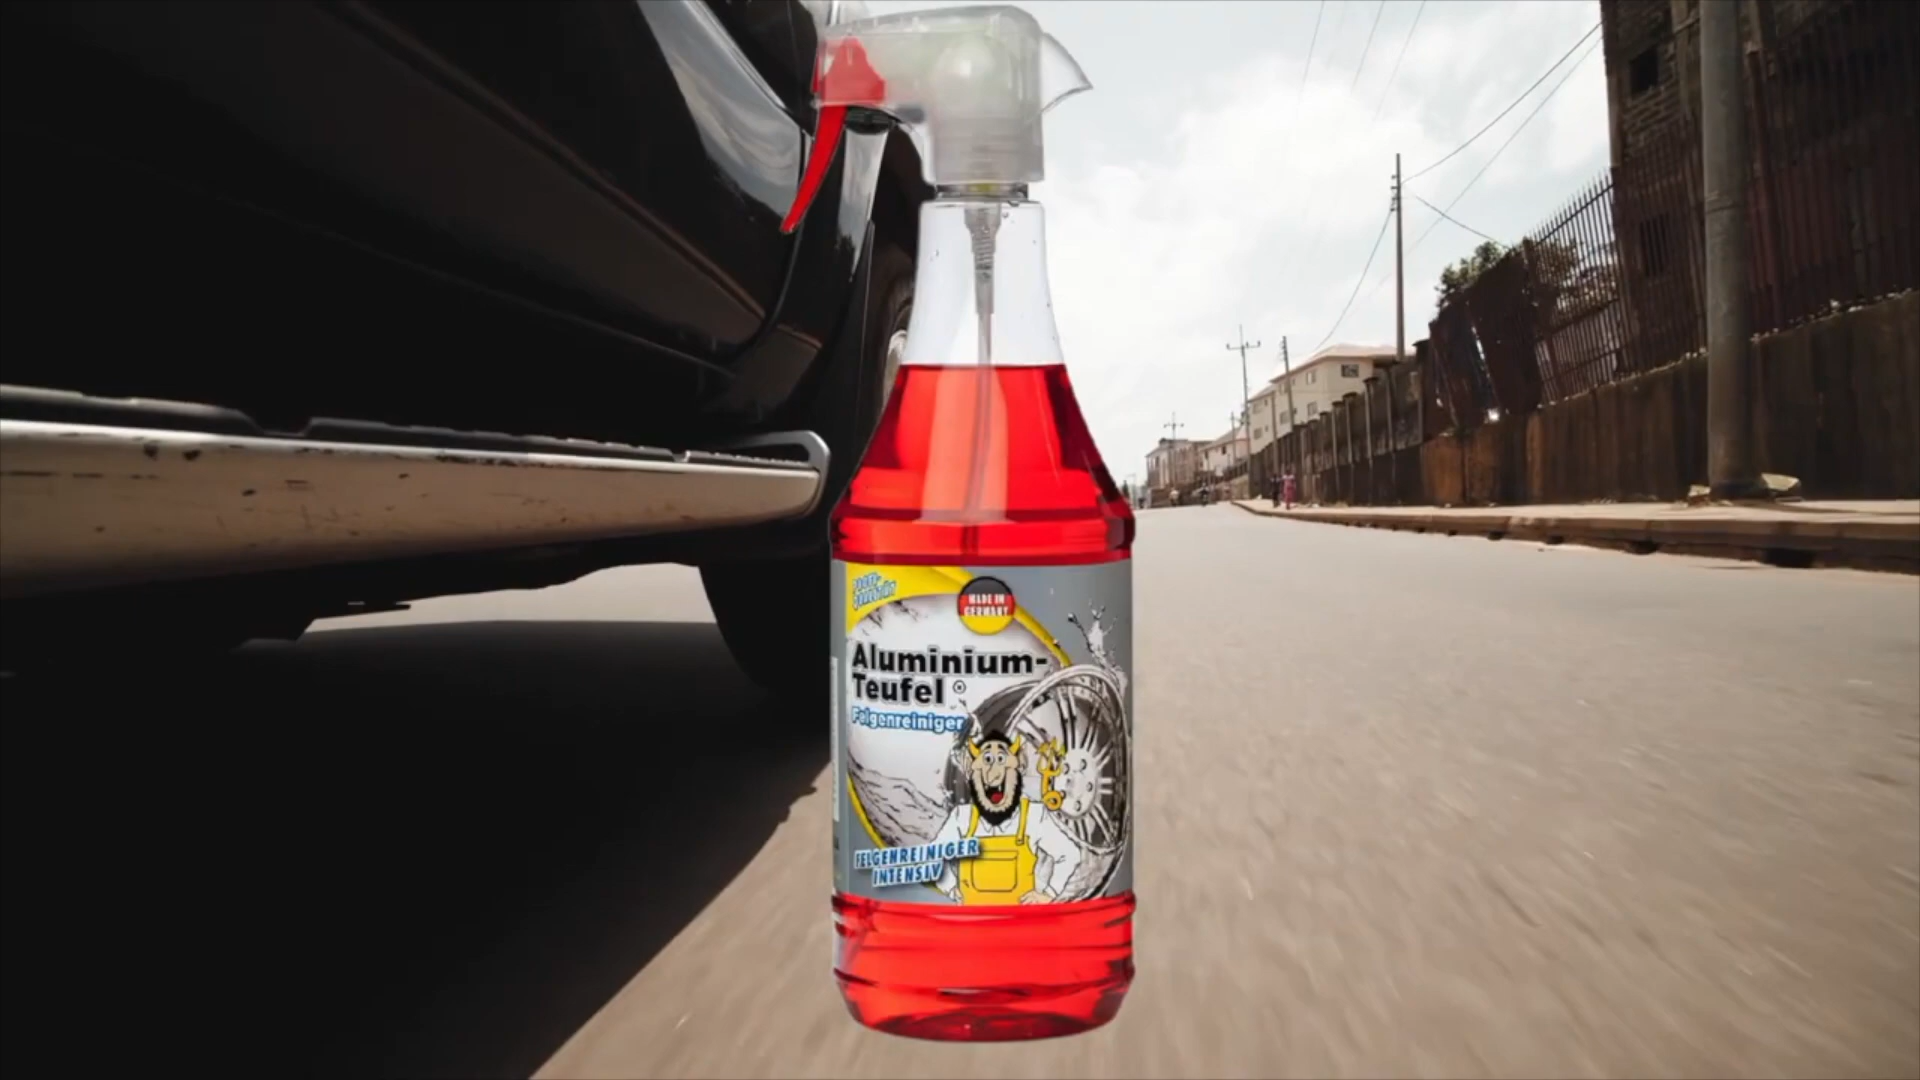 MADE IN
GERMANY
Aluminium-
Teufel ®
Felgenreiniger
FELGENREINIGER
INTENSIV